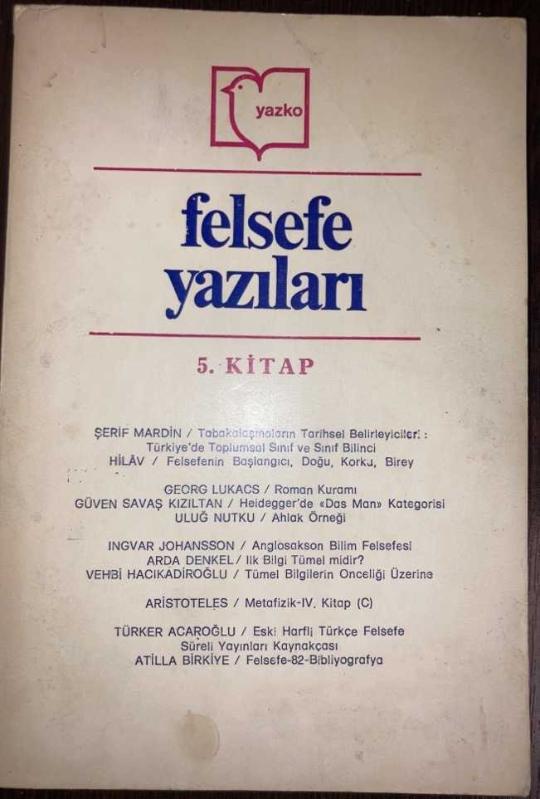 yazko
felsefe
yazıları
5. KİTAP
ŞERİF MARDİN / Tabakalaşmaların Tarihsel Belirleyicileri :
Türkiye'de Toplumsal Sınıf ve Sınıf Bilinci
HİLÂV / Felsefenin Başlangıcı, Doğu, Korku, Birey
GEORG LUKACS / Roman Kuramı
GÜVEN SAVAŞ KIZILTAN / Heidegger'de «Das Man» Kategorisi
ULUĞ NUTKU / Ahlak Örneği
INGVAR JOHANSSON / Anglosakson Bilim Felsefesi
ARDA DENKEL / İlk Bilgi Tümel midir?
VEHBİ HACIKADİROĞLU / Tümel Bilgilerin Önceliği Üzerine
ARİSTOTELES / Metafizik-IV. Kitap (C)
TÜRKER ACAROĞLU / Eski Harfli Türkçe Felsefe
Süreli Yayınları Kaynakçası
ATİLLA BİRKİYE / Felsefe-82-Bibliyografya